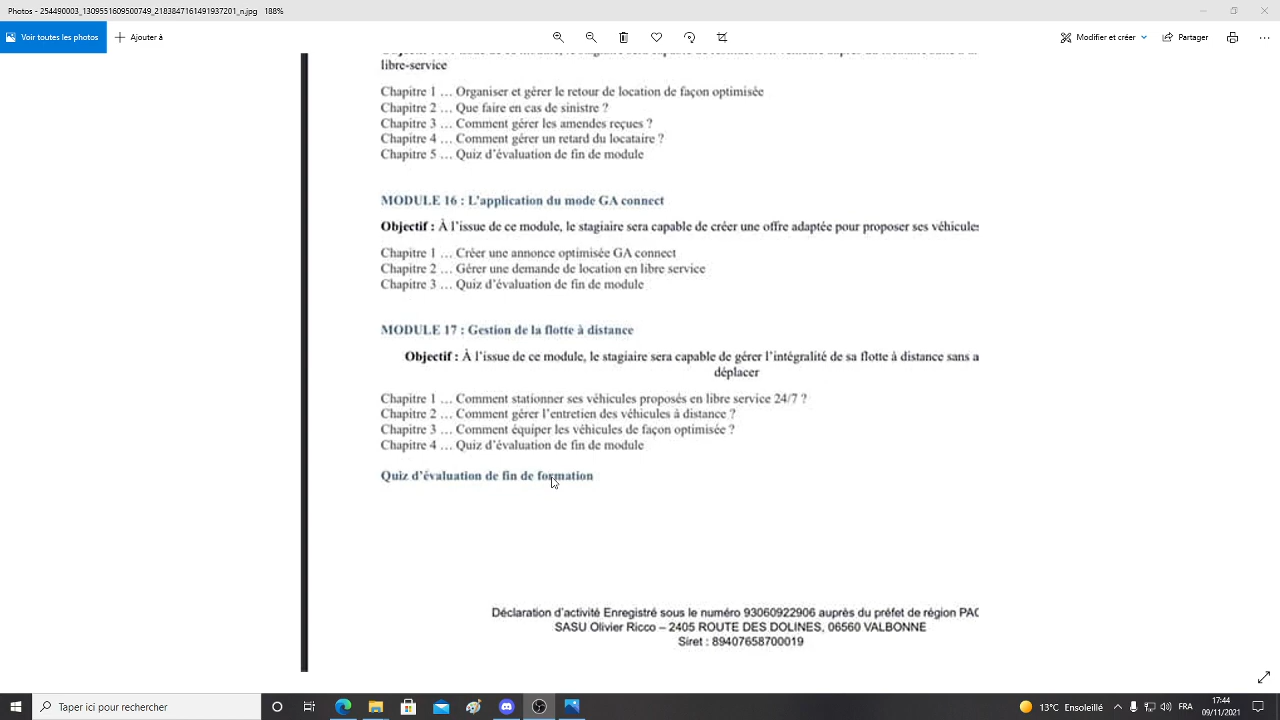 Photos - 254490003_1309551609500749_2183847161491937201_n.jpg - 188%
Voir toutes les photos
Ajouter à
Modifier et créer
Partager
libre-service
Chapitre 1 … Organiser et gérer le retour de location de façon optimisée
Chapitre 2 … Que faire en cas de sinistre ?
Chapitre 3 … Comment gérer les amendes reçues ?
Chapitre 4 … Comment gérer un retard du locataire ?
Chapitre 5 … Quiz d'évaluation de fin de module
MODULE 16 : L'application du mode GA connect
Objectif : À l'issue de ce module, le stagiaire sera capable de créer une offre adaptée pour proposer ses véhicules
Chapitre 1 … Créer une annonce optimisée GA connect
Chapitre 2 … Gérer une demande de location en libre service
Chapitre 3 … Quiz d'évaluation de fin de module
MODULE 17 : Gestion de la flotte à distance
Objectif : À l'issue de ce module, le stagiaire sera capable de gérer l'intégralité de sa flotte à distance sans a
déplacer
Chapitre 1 … Comment stationner ses véhicules proposés en libre service 24/7 ?
Chapitre 2 … Comment gérer l'entretien des véhicules à distance ?
Chapitre 3 … Comment équiper les véhicules de façon optimisée ?
Chapitre 4 … Quiz d'évaluation de fin de module
Quiz d'évaluation de fin de formation
Déclaration d'activité Enregistré sous le numéro 93060922906 auprès du préfet de région
SASU Olivier Ricco – 2405 ROUTE DES DOLINES, 06560 VALBONNE
Siret : 89407658700019
Taper ici pour rechercher
13°C Ensoleillé
FRA
17:44
09/11/2021